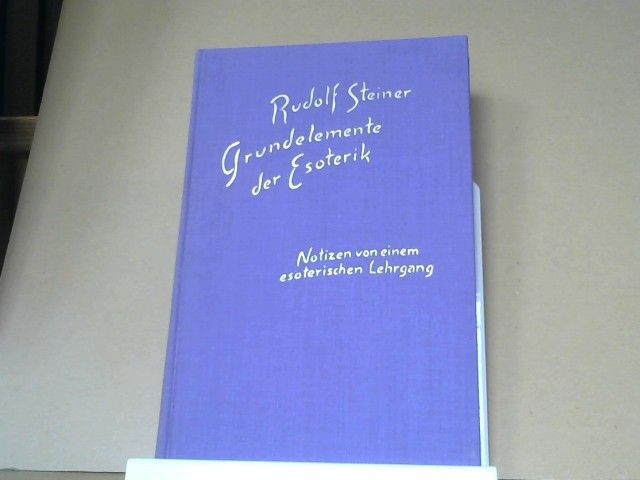 Rudolf Steiner
Grundelemente
der Esoterik
Notizen von einem
esoterischen Lehrgang